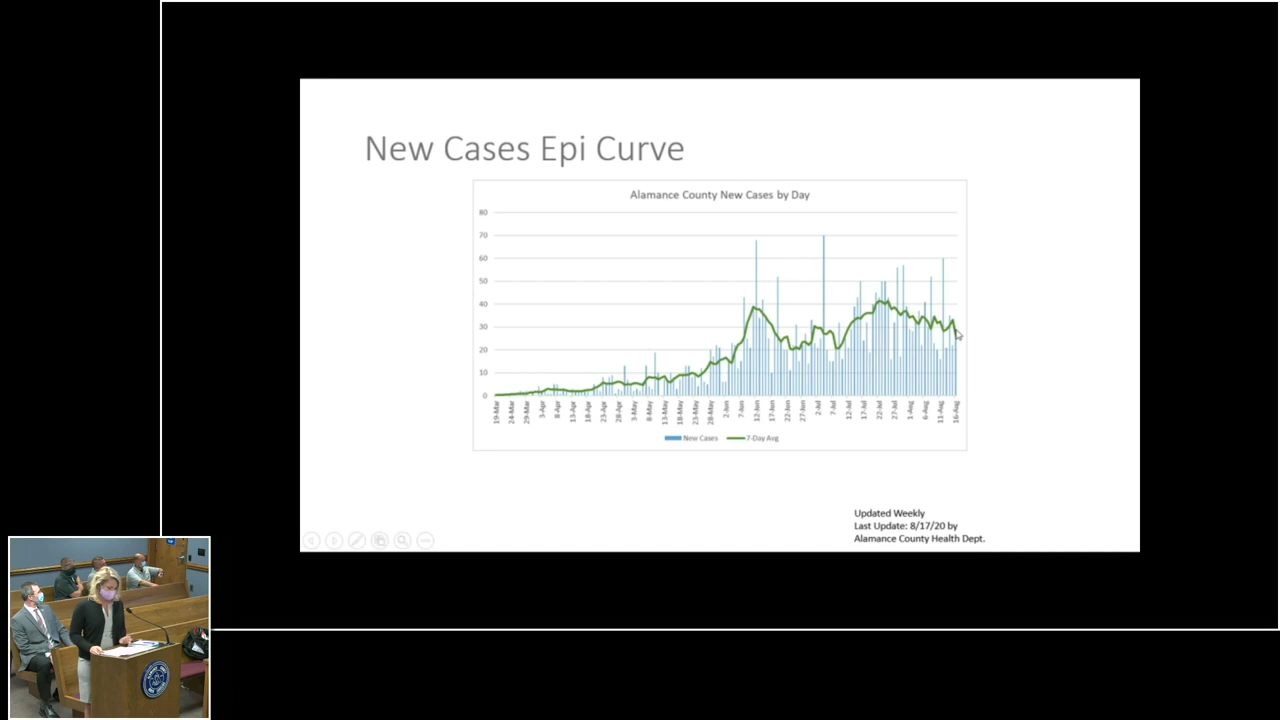 New Cases Epi Curve
Alamance County New Cases by Day
80
70
60
50
40
30
20
10
0
19-Mar 24-Mar 29-Mar 3-Apr 8-Apr 13-Apr 18-Apr 23-Apr 28-Apr 3-May 8-May 13-May 18-May 23-May 28-May 2-Jun 7-Jun 12-Jun 17-Jun 22-Jun 27-Jun 2-Jul 7-Jul 12-Jul 17-Jul 22-Jul 27-Jul 1-Aug 6-Aug 11-Aug 16-Aug
New Cases 7-Day Avg
Updated Weekly
Last Update: 8/17/20 by
Alamance County Health Dept.